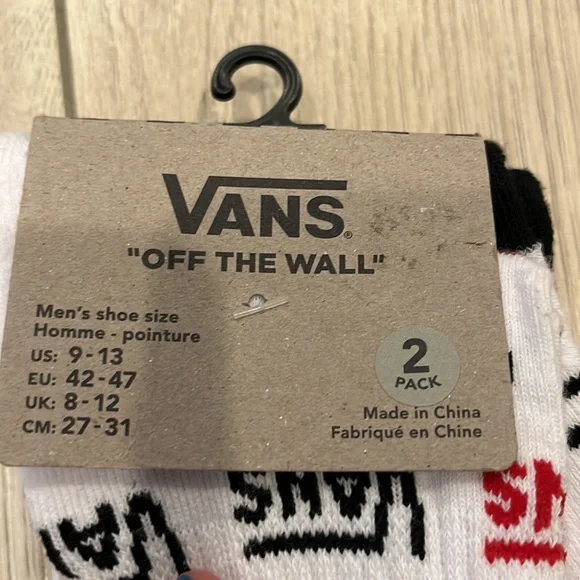 VANS®
"OFF THE WALL"
Men's shoe size
Homme - pointure
US: 9-13
EU: 42-47
UK: 8-12
CM: 27-31
2
PACK
Made in China
Fabriqué en Chine
VANS